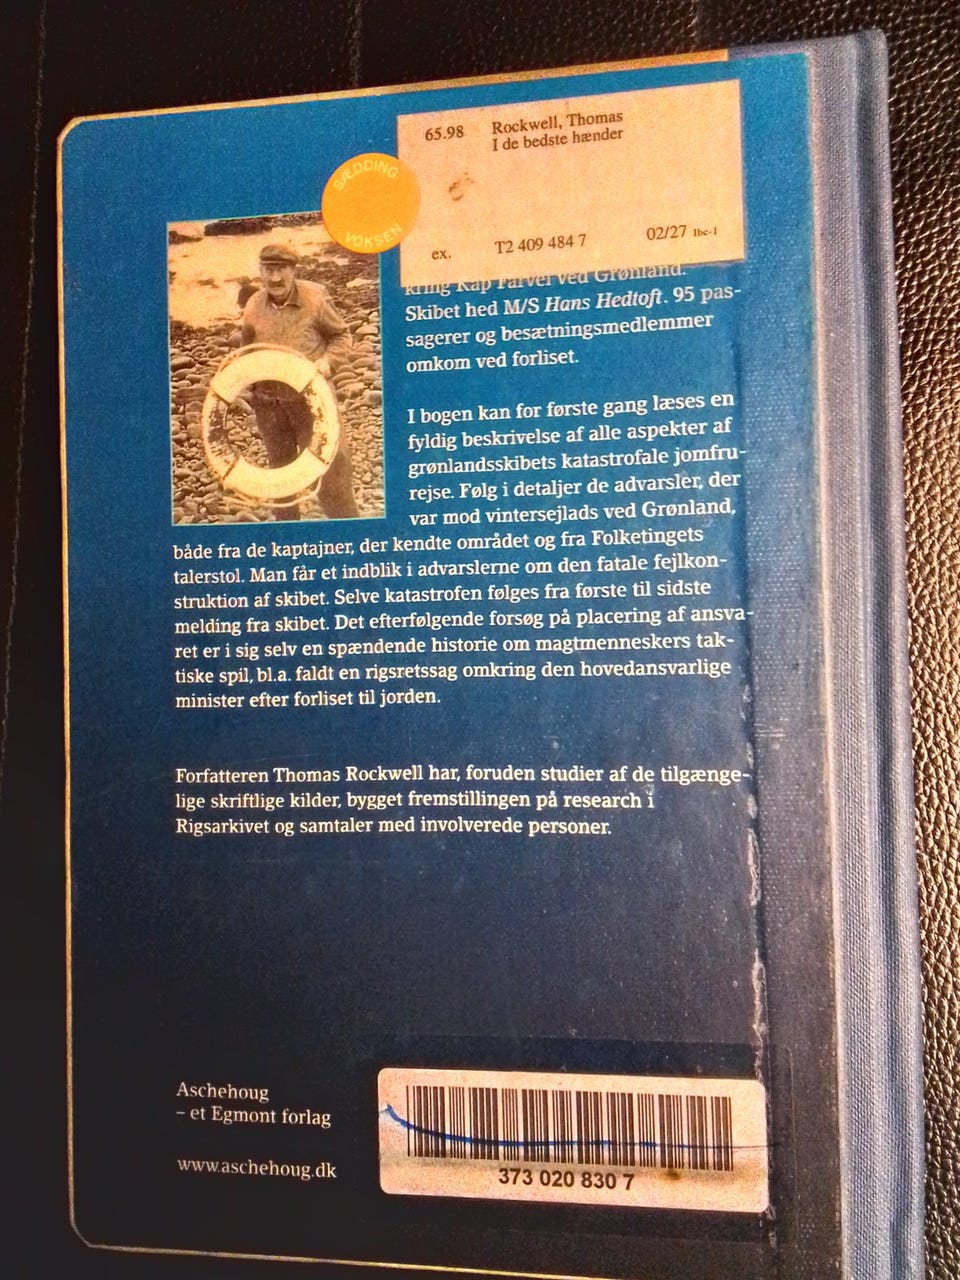 65.98 Rockwell, Thomas
I de bedste hænder
ex. T2 409 484 7 02/27 lbc-1
SÆDDING
VOKSEN
kring Kap Farvel ved Grønland.
Skibet hed M/S Hans Hedtoft. 95 pas-
sagerer og besætningsmedlemmer
omkom ved forliset.
I bogen kan for første gang læses en
fyldig beskrivelse af alle aspekter af
grønlandsskibets katastrofale jomfru-
rejse. Følg i detaljer de advarsler, der
var mod vintersejlads ved Grønland,
både fra de kaptajner, der kendte området og fra Folketingets
talerstol. Man får et indblik i advarslerne om den fatale fejlkon-
struktion af skibet. Selve katastrofen følges fra første til sidste
melding fra skibet. Det efterfølgende forsøg på placering af ansva-
ret er i sig selv en spændende historie om magtmenneskers tak-
tiske spil, bl.a. faldt en rigsretssag omkring den hovedansvarlige
minister efter forliset til jorden.
Forfatteren Thomas Rockwell har, foruden studier af de tilgænge-
lige skriftlige kilder, bygget fremstillingen på research i
Rigsarkivet og samtaler med involverede personer.
Aschehoug
– et Egmont forlag
www.aschehoug.dk
373 020 830 7